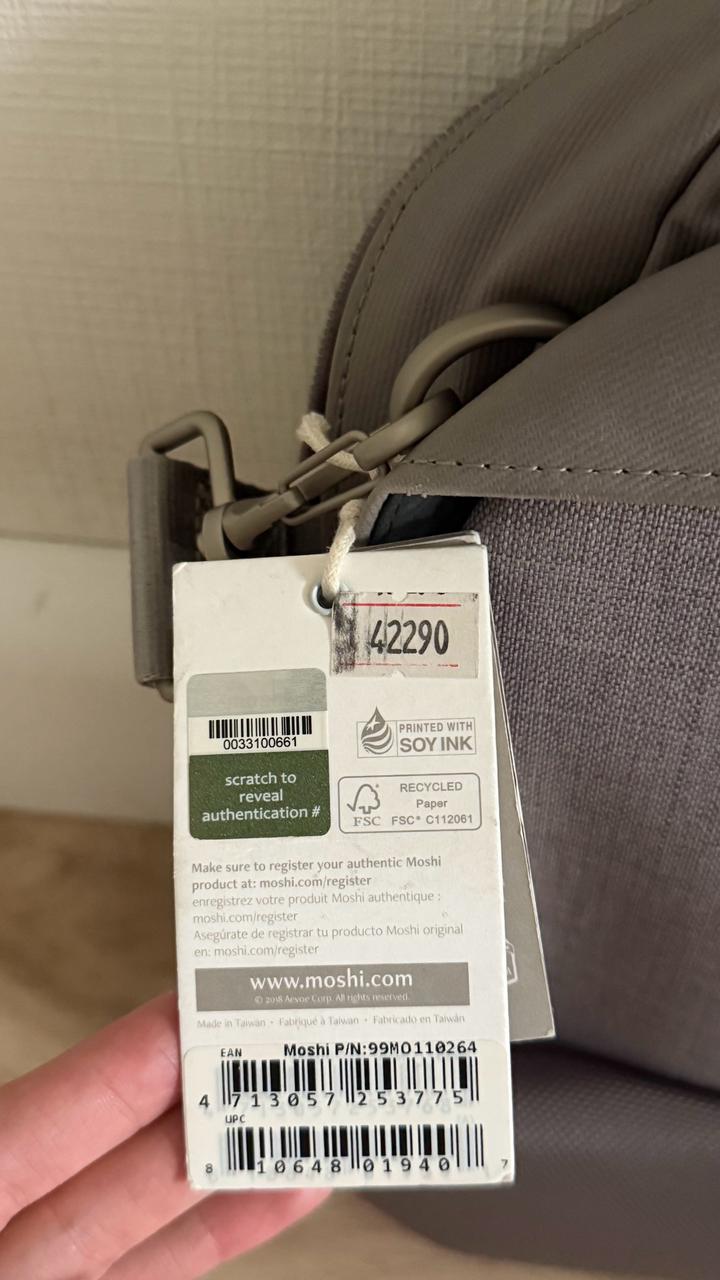 42290
0033100661
scratch to
reveal
authentication #
PRINTED WITH
SOY INK
RECYCLED
Paper
FSC® C112061
FSC
Make sure to register your authentic Moshi
product at: moshi.com/register
enregistrez votre produit Moshi authentique :
moshi.com/register
Asegúrate de registrar tu producto Moshi original
en: moshi.com/register
www.moshi.com
© 2018 Aevoe Corp. All rights reserved.
Made in Taiwan • Fabriqué à Taiwan • Fabricado en Taiwán
EAN Moshi P/N:99MO110264
4 713057 253775
UPC
8 10648 01940 7